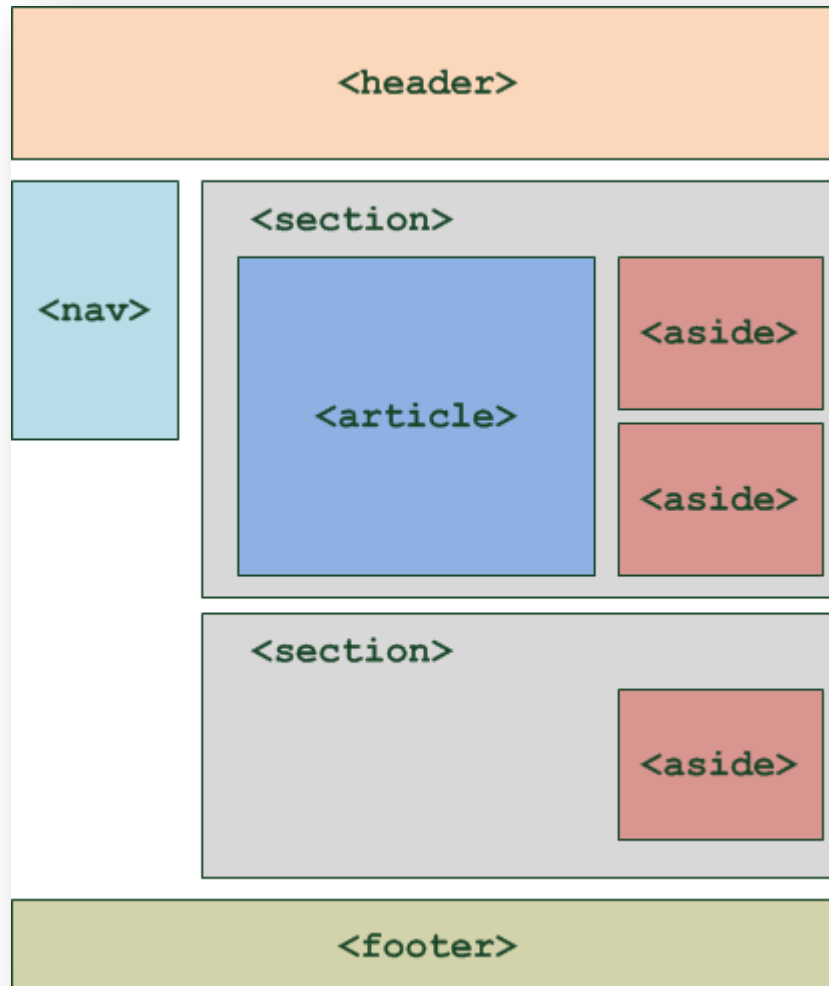 <header>
<nav>
<section>
<article>
<aside>
<aside>
<section>
<aside>
<footer>